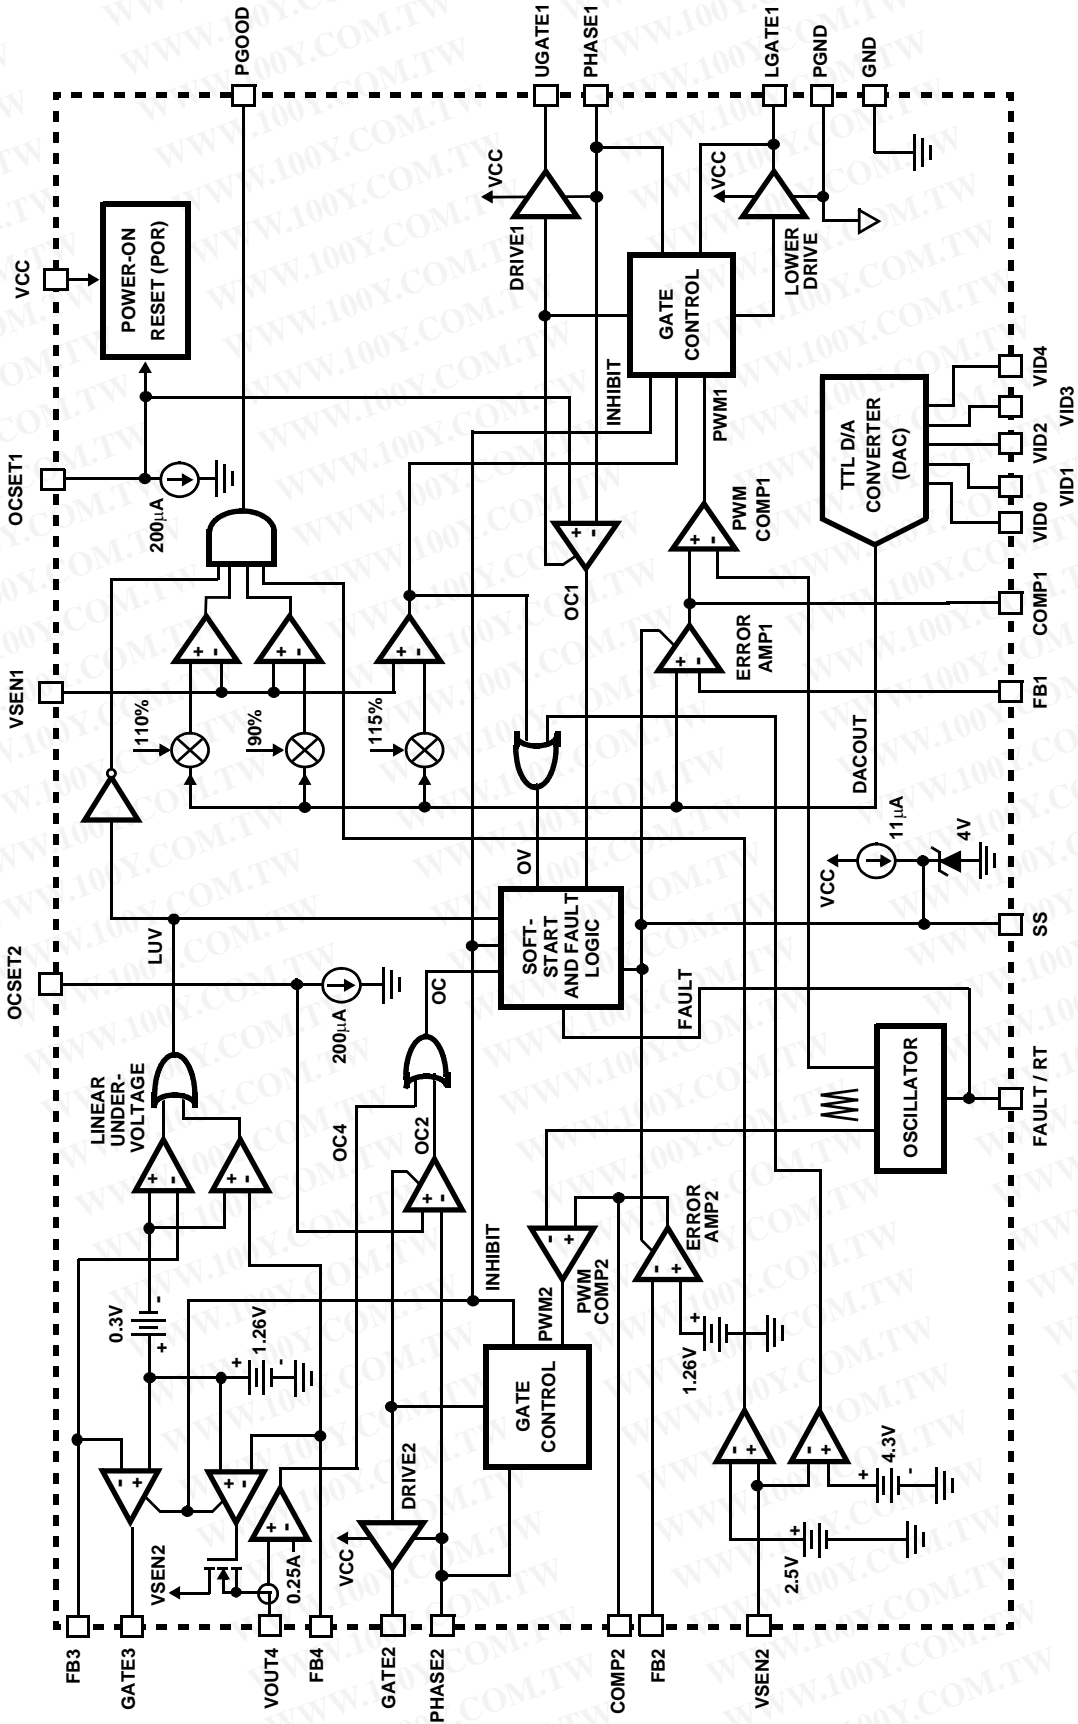 VCC
OCSET1
VSEN1
OCSET2
PGOOD
UGATE1
PHASE1
LGATE1
PGND
GND
POWER-ON
RESET (POR)
200µA
110%
90%
115%
LUV
LINEAR
UNDER-
VOLTAGE
200µA
OC
OC4
OC2
0.3V
1.26V
INHIBIT
VSEN2
0.25A
VCC
DRIVE2
GATE
CONTROL
PWM2
PWM
COMP2
ERROR
AMP2
1.26V
2.5V
4.3V
VCC
DRIVE1
VCC
LOWER
DRIVE
GATE
CONTROL
INHIBIT
PWM1
PWM
COMP1
OC1
ERROR
AMP1
TTL D/A
CONVERTER
(DAC)
DACOUT
OV
SOFT-
START
AND FAULT
LOGIC
FAULT
VCC
11µA
4V
OSCILLATOR
VID4
VID3
VID2
VID1
VID0
COMP1
FB1
SS
FAULT / RT
FB3
GATE3
VOUT4
FB4
GATE2
PHASE2
COMP2
FB2
VSEN2
WWW.100Y.COM.TW